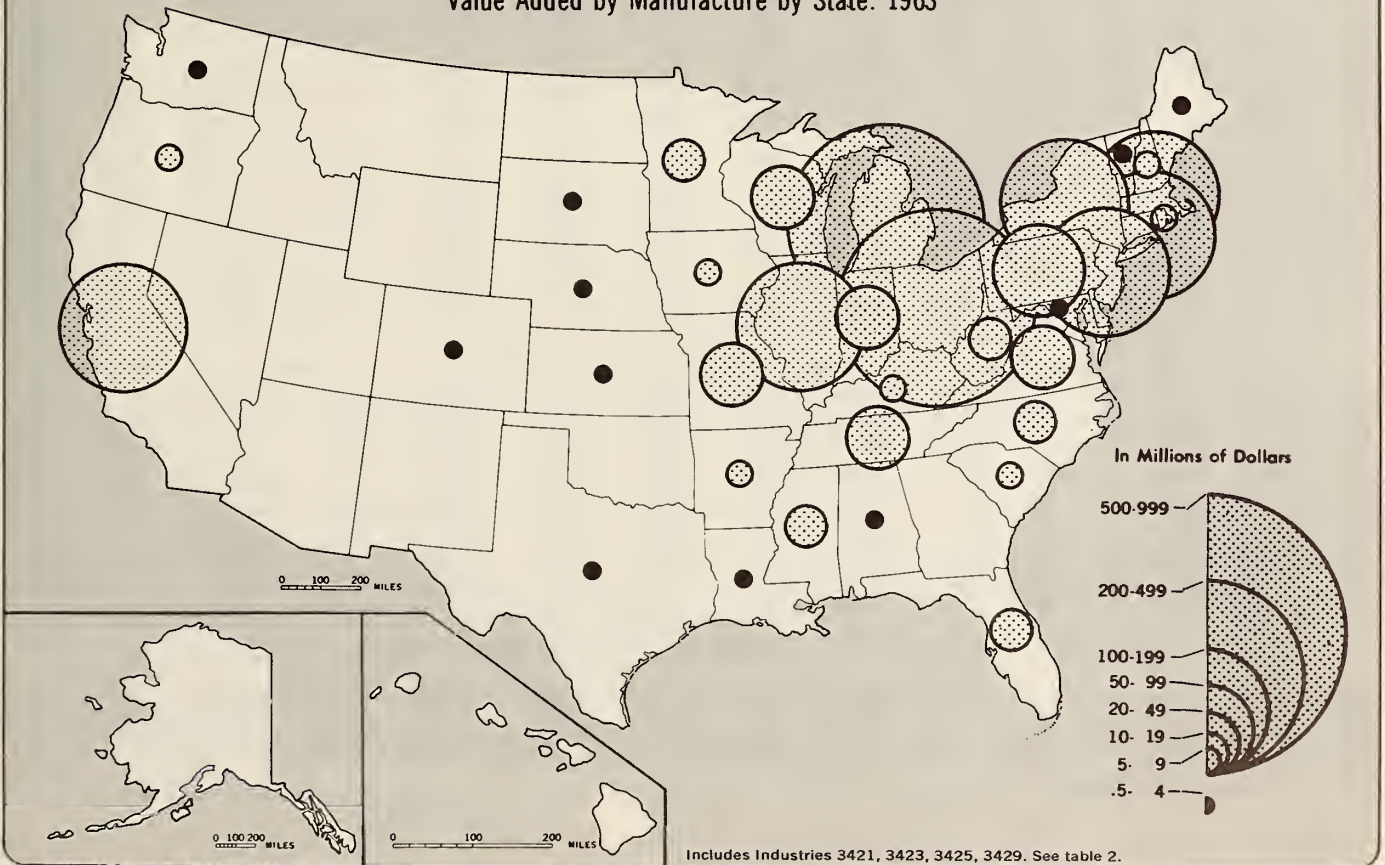 Value Added by Manufacture by State: 1963
In Millions of Dollars
500-999
200-499
100-199
50- 99
20- 49
10- 19
5- 9
.5- 4
0 100 200 MILES
0 100 200 MILES
0 100 200 MILES
Includes Industries 3421, 3423, 3425, 3429. See table 2.